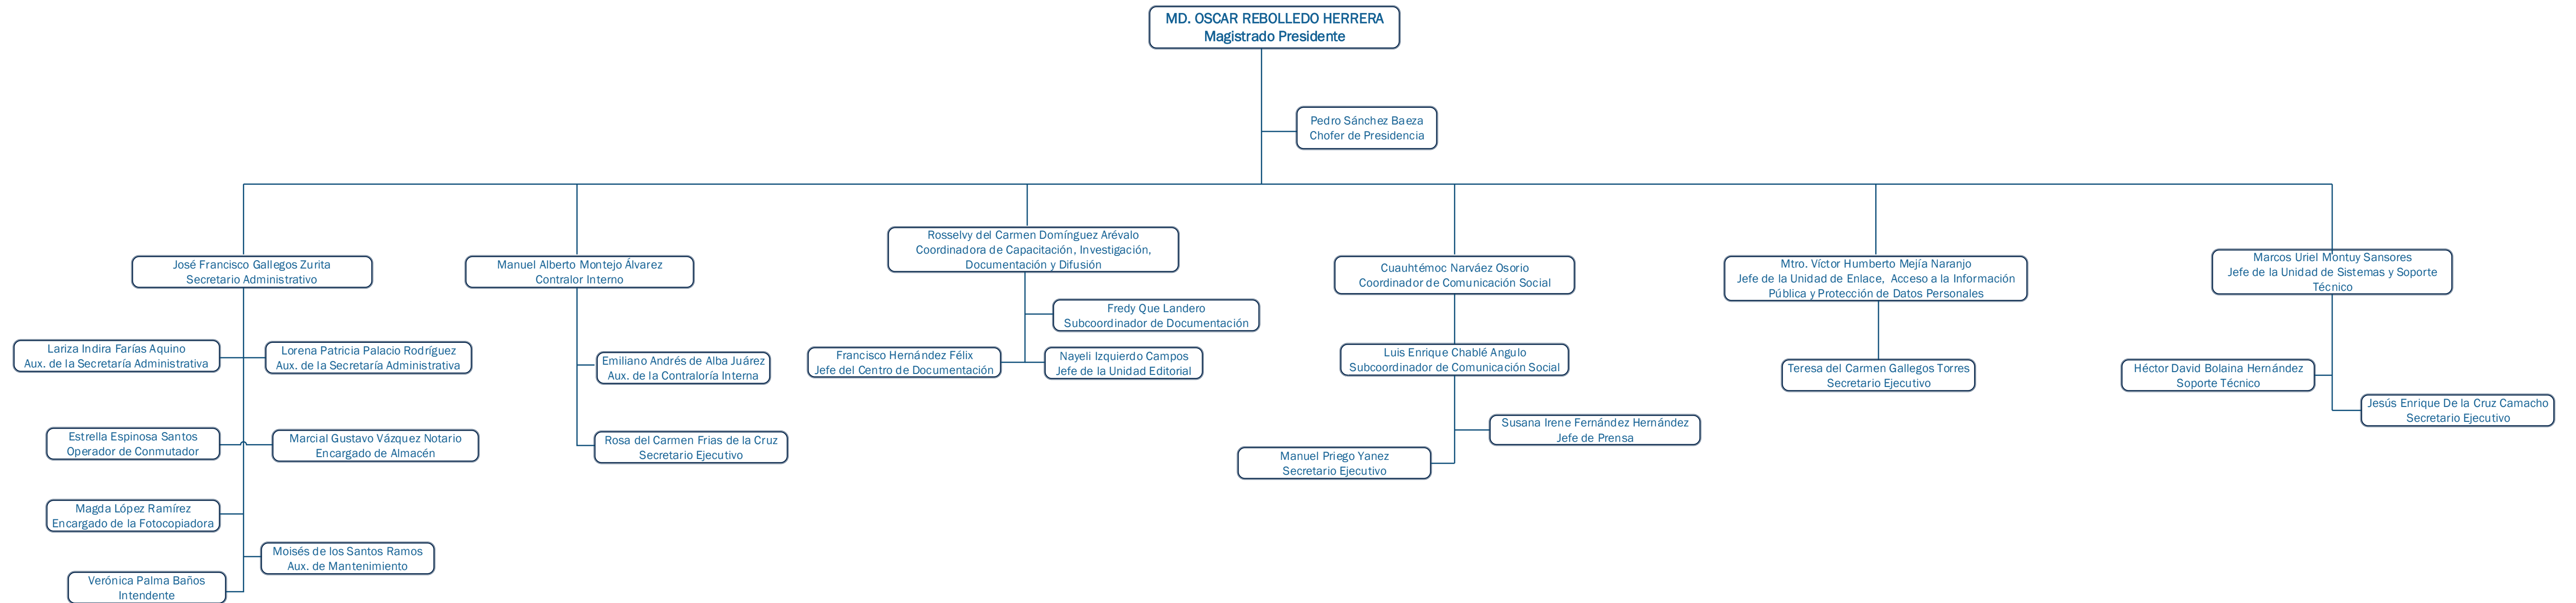 MD. OSCAR REBOLLEDO HERRERA
Magistrado Presidente
Pedro Sánchez Baeza
Chofer de Presidencia
José Francisco Gallegos Zurita
Secretario Administrativo
Lariza Indira Farías Aquino
Aux. de la Secretaría Administrativa
Lorena Patricia Palacio Rodríguez
Aux. de la Secretaría Administrativa
Estrella Espinosa Santos
Operador de Conmutador
Marcial Gustavo Vázquez Notario
Encargado de Almacén
Magda López Ramírez
Encargado de la Fotocopiadora
Moisés de los Santos Ramos
Aux. de Mantenimiento
Verónica Palma Baños
Intendente
Manuel Alberto Montejo Álvarez
Contralor Interno
Emiliano Andrés de Alba Juárez
Aux. de la Contraloría Interna
Rosa del Carmen Frias de la Cruz
Secretario Ejecutivo
Rosselvy del Carmen Domínguez Arévalo
Coordinadora de Capacitación, Investigación,
Documentación y Difusión
Fredy Que Landero
Subcoordinador de Documentación
Francisco Hernández Félix
Jefe del Centro de Documentación
Nayeli Izquierdo Campos
Jefe de la Unidad Editorial
Cuauhtémoc Narváez Osorio
Coordinador de Comunicación Social
Luis Enrique Chablé Angulo
Subcoordinador de Comunicación Social
Susana Irene Fernández Hernández
Jefe de Prensa
Manuel Priego Yanez
Secretario Ejecutivo
Mtro. Víctor Humberto Mejía Naranjo
Jefe de la Unidad de Enlace,  Acceso a la Información
Pública y Protección de Datos Personales
Teresa del Carmen Gallegos Torres
Secretario Ejecutivo
Marcos Uriel Montuy Sansores
Jefe de la Unidad de Sistemas y Soporte
Técnico
Héctor David Bolaina Hernández
Soporte Técnico
Jesús Enrique De la Cruz Camacho
Secretario Ejecutivo